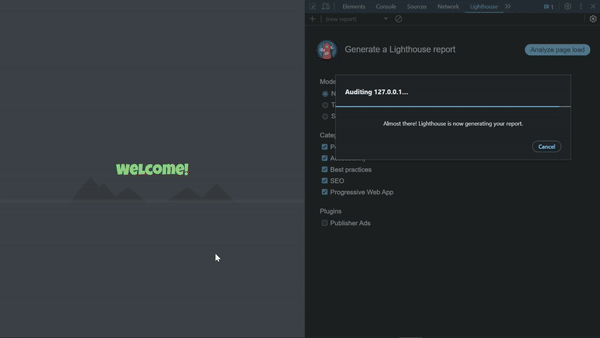 Elements Console Sources Network Lighthouse 1
(new report)
Generate a Lighthouse report
Analyze page load
Mode
Auditing 127.0.0.1...
Almost there! Lighthouse is now generating your report.
Cancel
welcome!
Best practices
SEO
Progressive Web App
Plugins
Publisher Ads